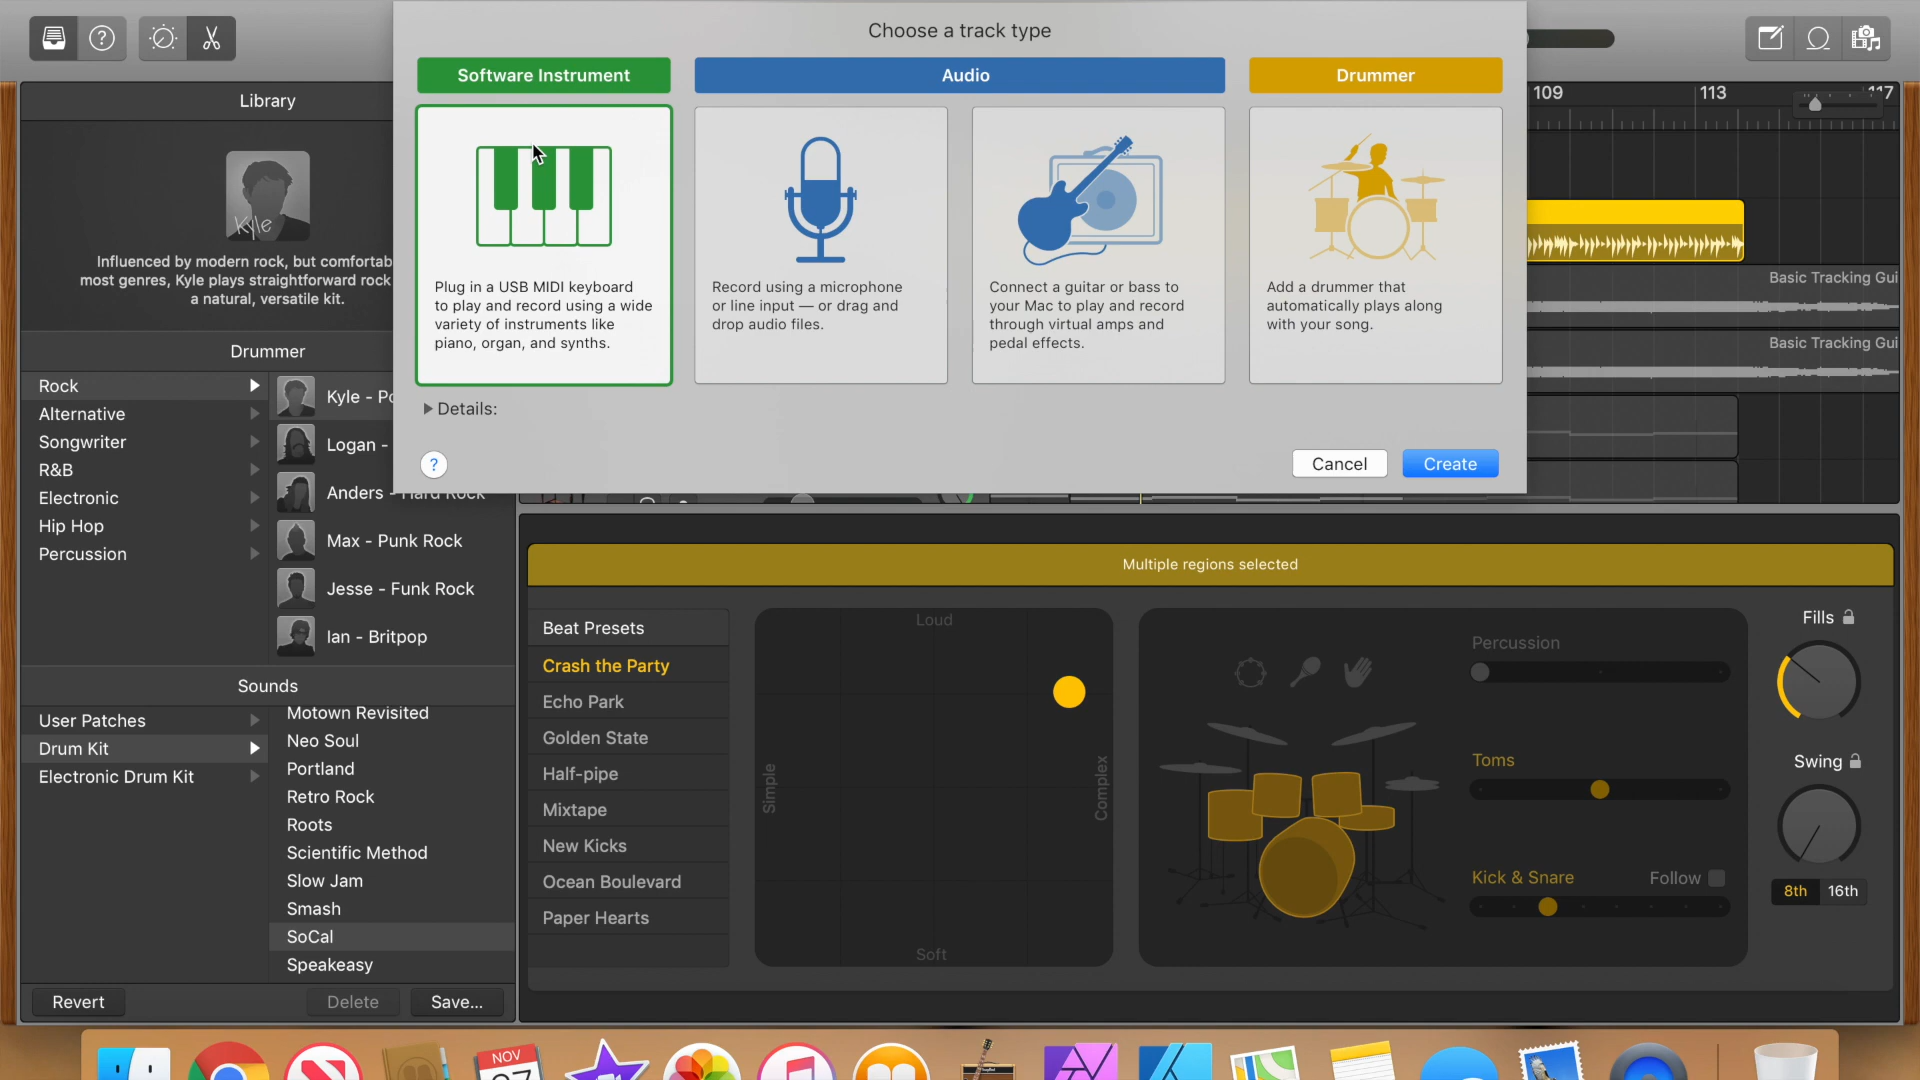 Choose a track type
Software Instrument
Audio
Drummer
Plug in a USB MIDI keyboard
to play and record using a wide
variety of instruments like
piano, organ, and synths.
Record using a microphone
or line input — or drag and
drop audio files.
Connect a guitar or bass to
your Mac to play and record
through virtual amps and
pedal effects.
Add a drummer that
automatically plays along
with your song.
Details:
?
Cancel
Create
109
113
117
Basic Tracking Gui
Basic Tracking Gui
Library
Kyle
Influenced by modern rock, but comfortab
most genres, Kyle plays straightforward rock
a natural, versatile kit.
Drummer
Rock
Alternative
Songwriter
R&B
Electronic
Hip Hop
Percussion
Kyle - Po
Logan -
Anders - Hard Rock
Max - Punk Rock
Jesse - Funk Rock
Ian - Britpop
Sounds
User Patches
Drum Kit
Electronic Drum Kit
Motown Revisited
Neo Soul
Portland
Retro Rock
Roots
Scientific Method
Slow Jam
Smash
SoCal
Speakeasy
Revert
Delete
Save...
Multiple regions selected
Beat Presets
Crash the Party
Echo Park
Golden State
Half-pipe
Mixtape
New Kicks
Ocean Boulevard
Paper Hearts
Loud
Simple
Complex
Soft
Percussion
Toms
Kick & Snare
Follow
Fills
Swing
8th
16th
NOV